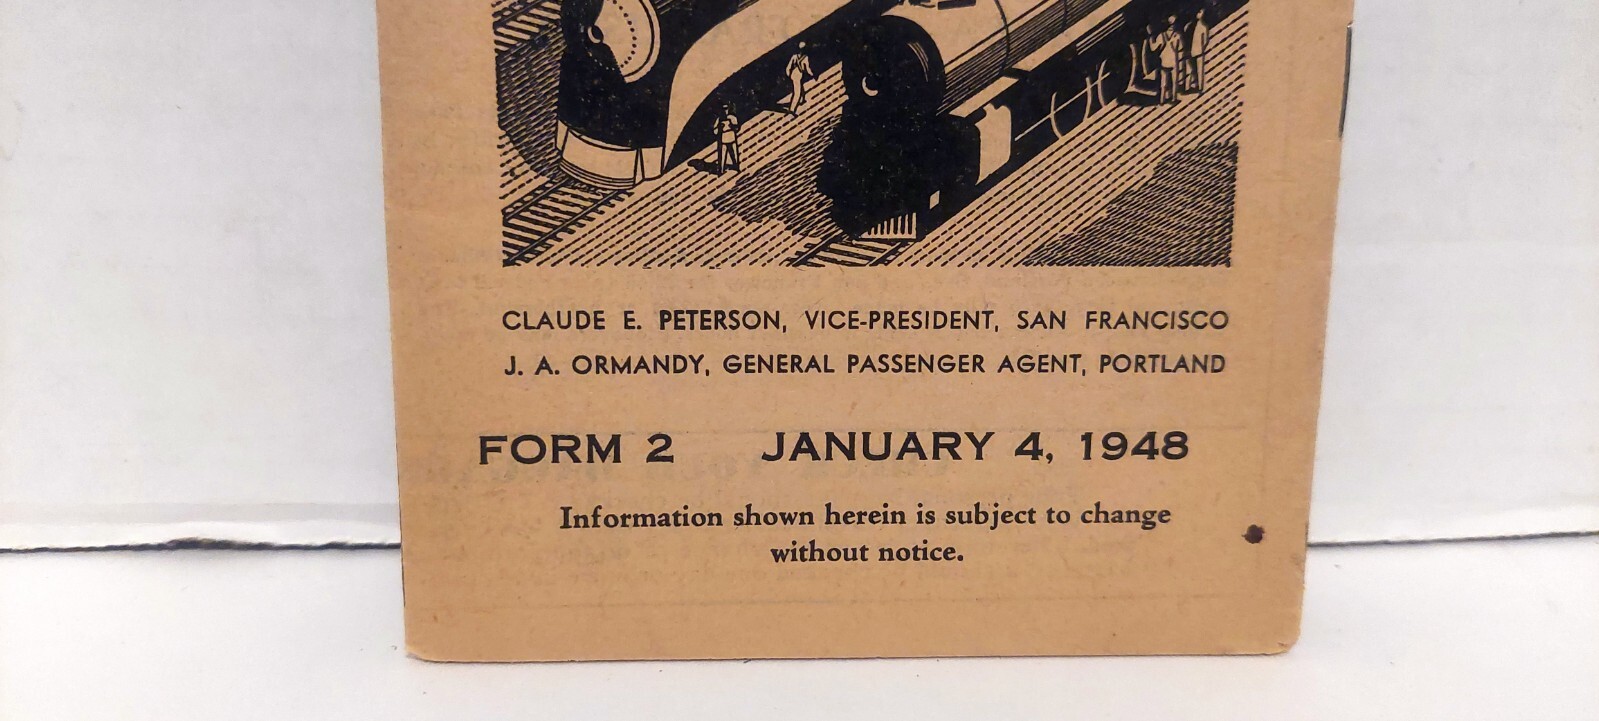 CLAUDE E. PETERSON, VICE-PRESIDENT, SAN FRANCISCO
J. A. ORMANDY, GENERAL PASSENGER AGENT, PORTLAND
FORM 2 JANUARY 4, 1948
Information shown herein is subject to change
without notice.